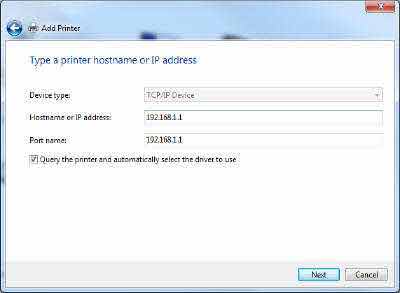 Add Printer
Type a printer hostname or IP address
Device type: TCP/IP Device
Hostname or IP address: 192.168.1.1
Port name: 192.168.1.1
Query the printer and automatically select the driver to use
Next Cancel